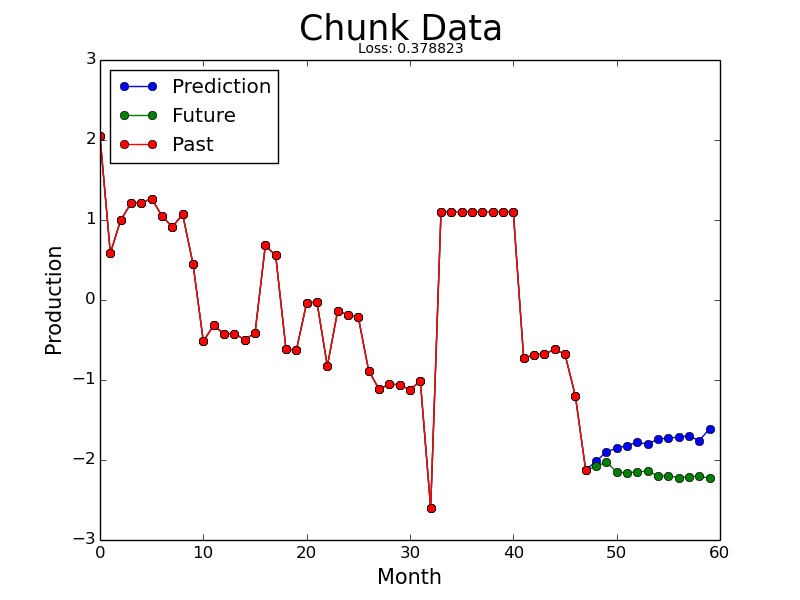 Chunk Data
Loss: 0.378823
3
2
1
0
−1
−2
−3
Production
Prediction
Future
Past
0 10 20 30 40 50 60
Month